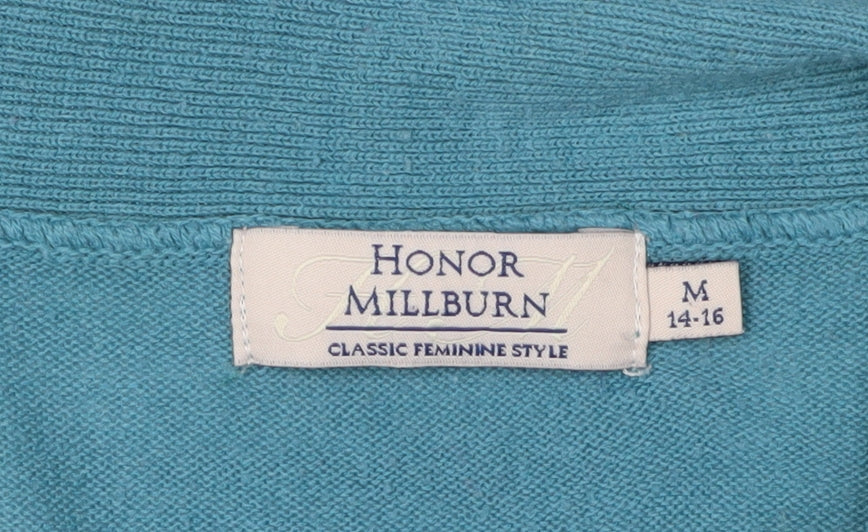 HONOR
MILLBURN
CLASSIC FEMININE STYLE
M
14-16